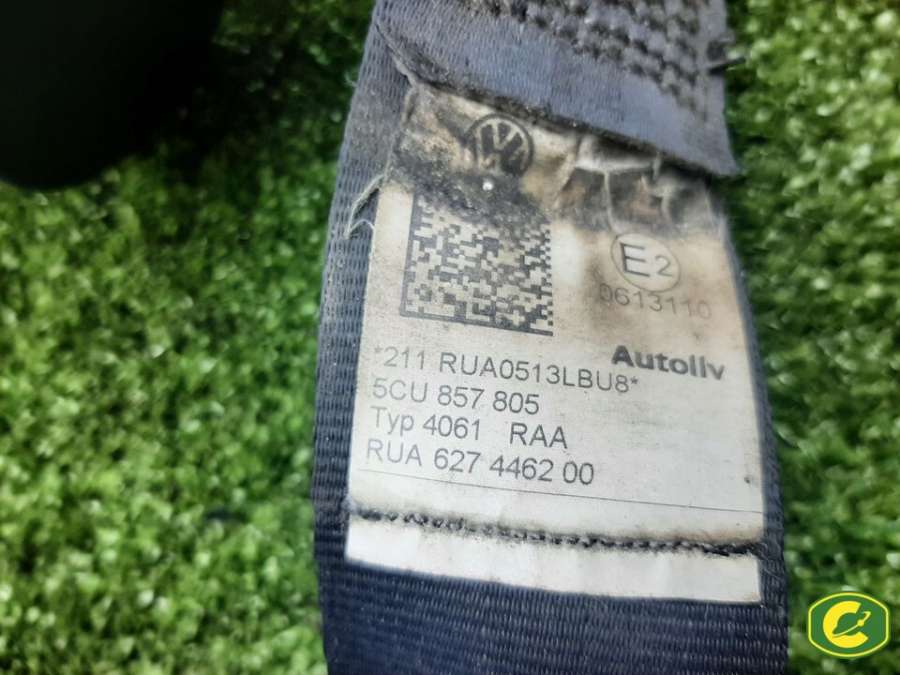 E2
0613110
Autoliv
*211 RUA0513LBU8*
5CU 857 805
Typ 4061 RAA
RUA 627 4462 00